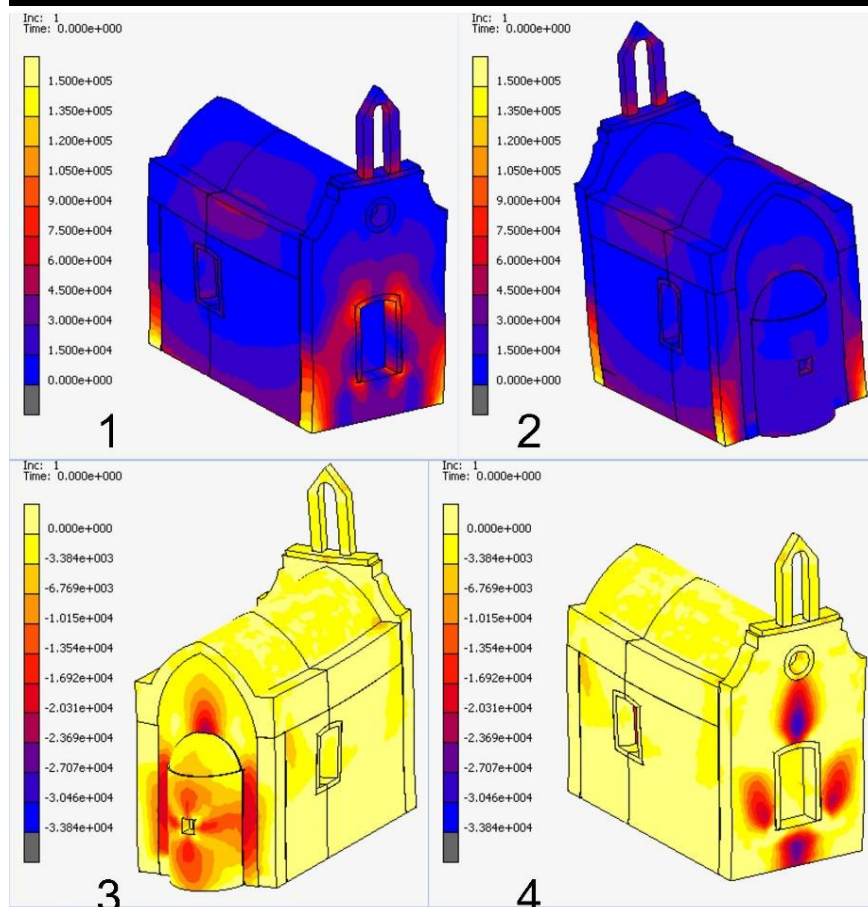 Inc: 1
Time: 0.000e+000
1.500e+005
1.350e+005
1.200e+005
1.050e+005
9.000e+004
7.500e+004
6.000e+004
4.500e+004
3.000e+004
1.500e+004
0.000e+000
1
Inc: 1
Time: 0.000e+000
1.500e+005
1.350e+005
1.200e+005
1.050e+005
9.000e+004
7.500e+004
6.000e+004
4.500e+004
3.000e+004
1.500e+004
0.000e+000
2
Inc: 1
Time: 0.000e+000
0.000e+000
-3.384e+003
-6.769e+003
-1.015e+004
-1.354e+004
-1.692e+004
-2.031e+004
-2.369e+004
-2.707e+004
-3.046e+004
-3.384e+004
3
Inc: 1
Time: 0.000e+000
0.000e+000
-3.384e+003
-6.769e+003
-1.015e+004
-1.354e+004
-1.692e+004
-2.031e+004
-2.369e+004
-2.707e+004
-3.046e+004
-3.384e+004
4